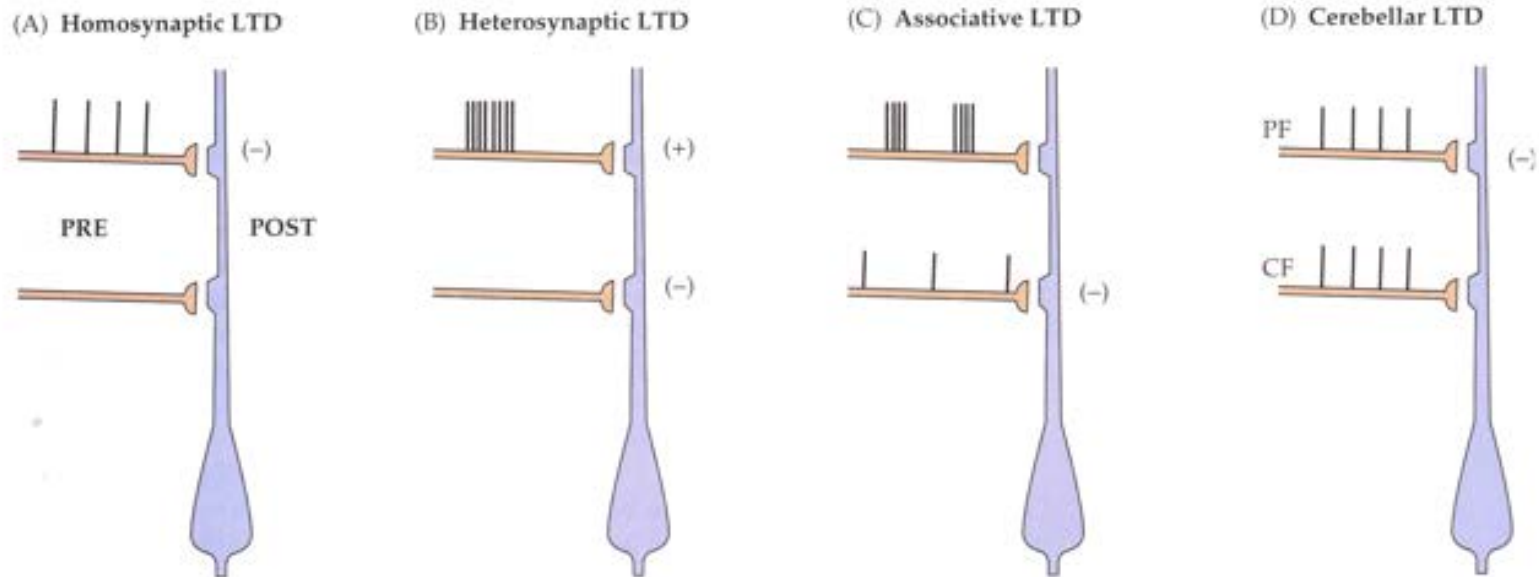 (A) Homosynaptic LTD
(B) Heterosynaptic LTD
(C) Associative LTD
(D) Cerebellar LTD
(–)
PRE
POST
(+)
(–)
(–)
PF
(–)
CF